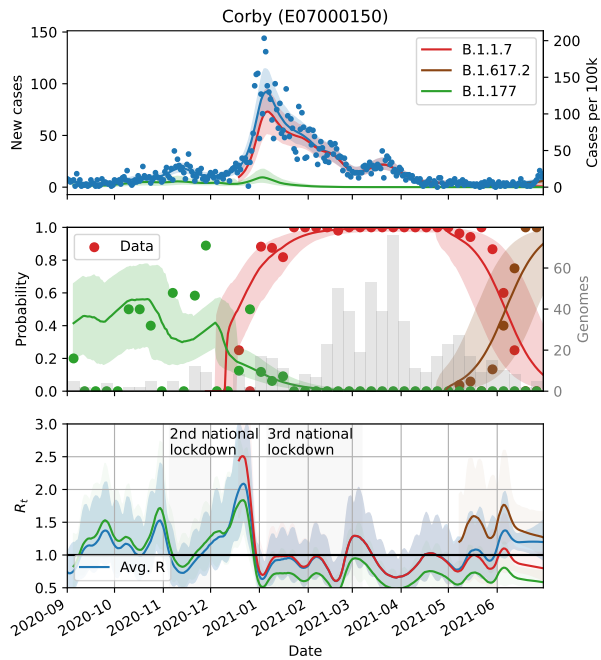 Corby (E07000150)
150
100
50
0
New cases
200
150
100
50
0
Cases per 100k
B.1.1.7
B.1.617.2
B.1.177
1.0
0.8
0.6
0.4
0.2
0.0
Probability
Data
60
40
20
0
Genomes
3.0
2.5
2.0
1.5
1.0
0.5
R_t
2nd national
lockdown
3rd national
lockdown
Avg. R
2020-09
2020-10
2020-11
2020-12
2021-01
2021-02
2021-03
2021-04
2021-05
2021-06
Date